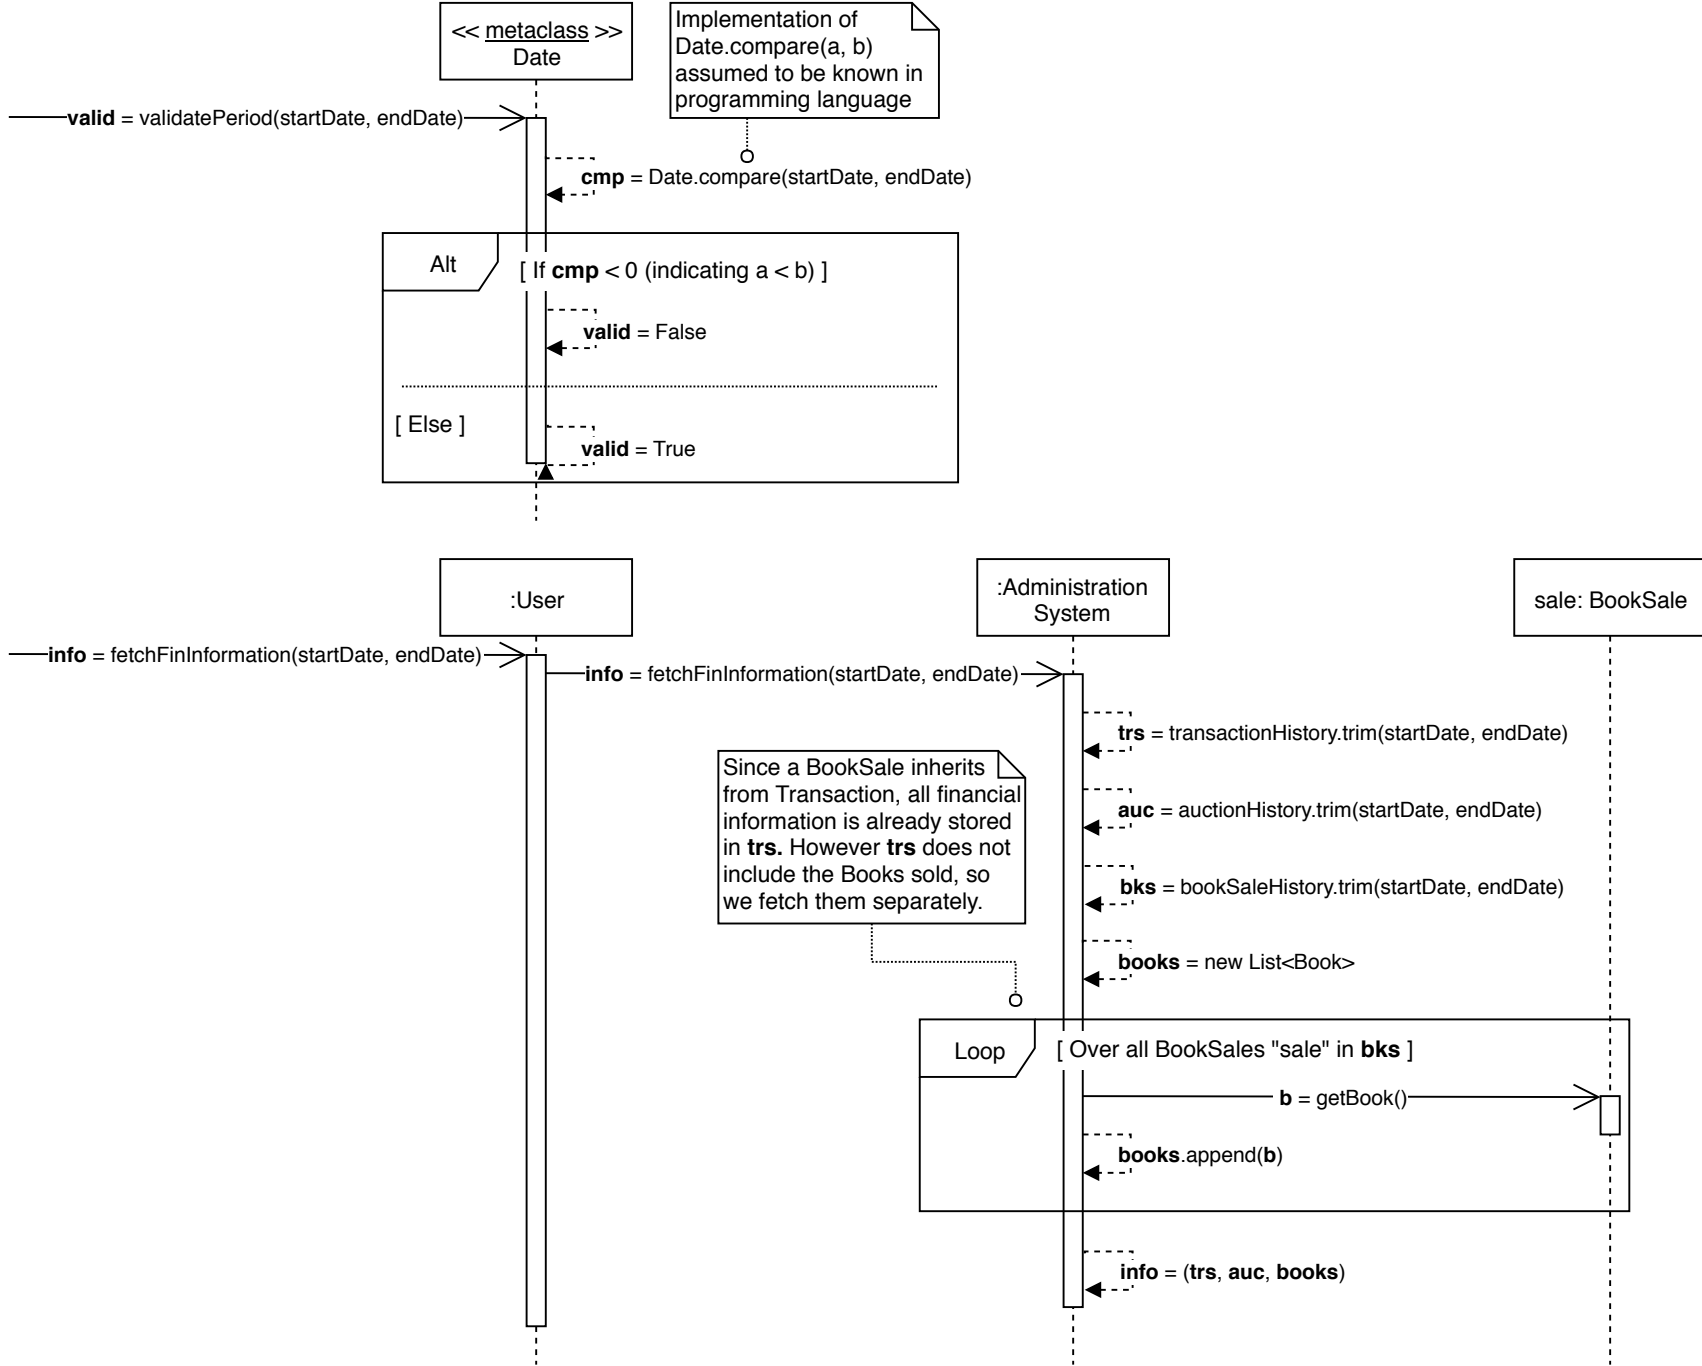 << metaclass >>
Date
Implementation of
Date.compare(a, b)
assumed to be known in
programming language
valid = validatePeriod(startDate, endDate)
cmp = Date.compare(startDate, endDate)
Alt
[ If cmp < 0 (indicating a < b) ]
valid = False
[ Else ]
valid = True
:User
:Administration
System
sale: BookSale
info = fetchFinInformation(startDate, endDate)
info = fetchFinInformation(startDate, endDate)
trs = transactionHistory.trim(startDate, endDate)
Since a BookSale inherits
from Transaction, all financial
information is already stored
in trs. However trs does not
include the Books sold, so
we fetch them separately.
auc = auctionHistory.trim(startDate, endDate)
bks = bookSaleHistory.trim(startDate, endDate)
books = new List<Book>
Loop
[ Over all BookSales "sale" in bks ]
b = getBook()
books.append(b)
info = (trs, auc, books)